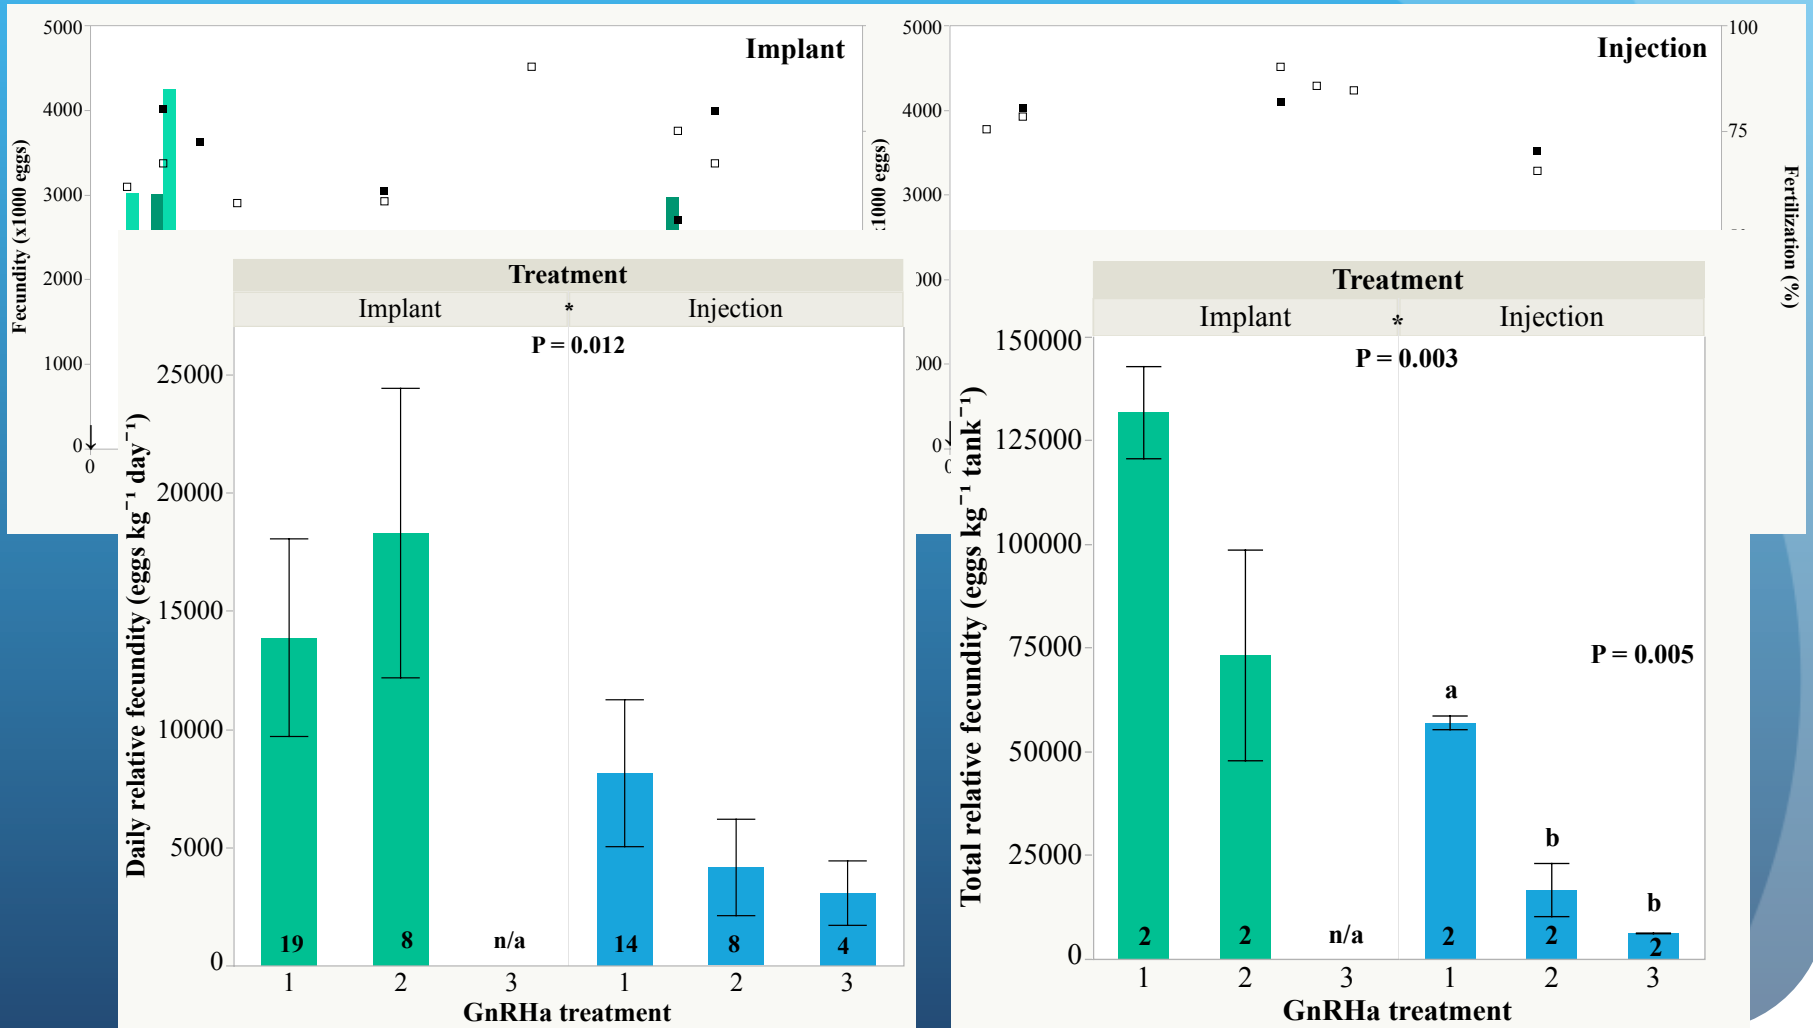 Implant
5000
4000
3000
2000
1000
0
0
Fecundity (x1000 eggs)
Injection
5000
4000
3000
100
75
Fertilization (%)
Treatment
Implant * Injection
P = 0.012
25000
20000
15000
10000
5000
0
Daily relative fecundity (eggs kg⁻¹ day⁻¹)
19 8 n/a 14 8 4
1 2 3 1 2 3
GnRHa treatment
Treatment
Implant * Injection
P = 0.003
150000
125000
100000
75000
50000
25000
0
Total relative fecundity (eggs kg⁻¹ tank⁻¹)
P = 0.005
a
b
b
2 2 n/a 2 2 2
1 2 3 1 2 3
GnRHa treatment